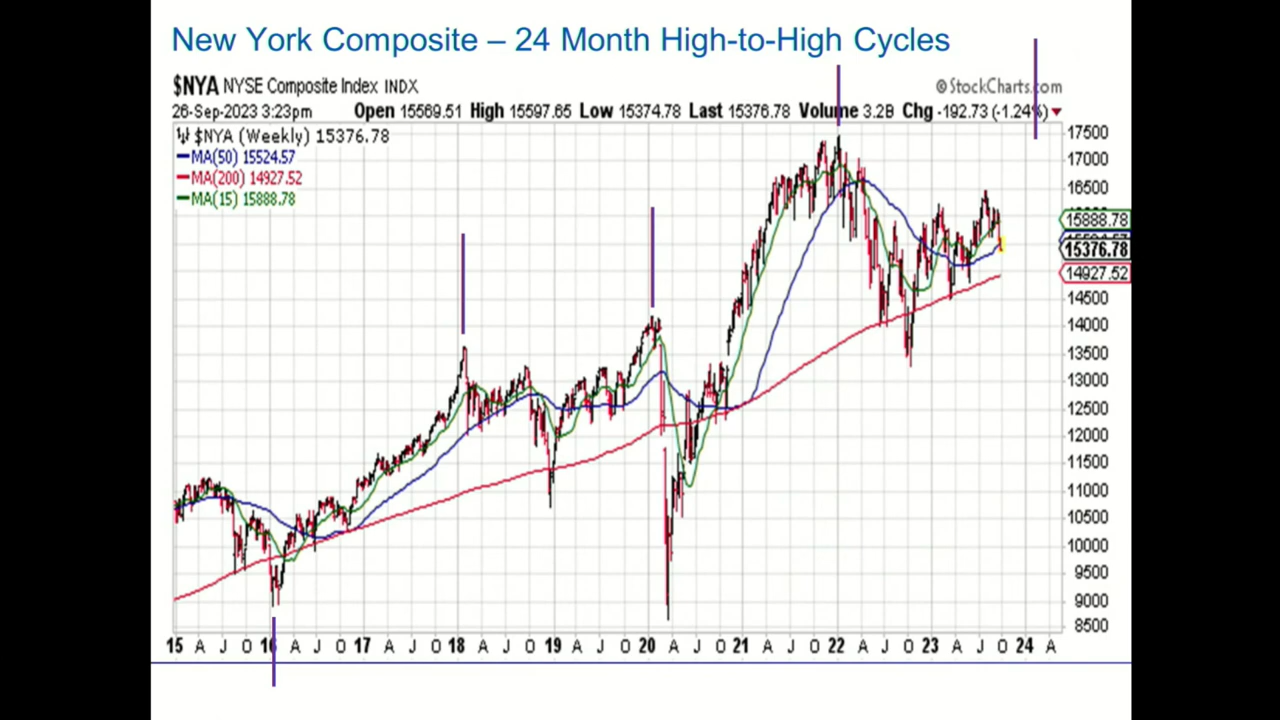 New York Composite – 24 Month High-to-High Cycles
$NYA NYSE Composite Index INDX
© StockCharts.com
26-Sep-2023 3:23pm Open 15569.51 High 15597.65 Low 15374.78 Last 15376.78 Volume 3.2B Chg -192.73 (-1.24%)
$NYA (Weekly) 15376.78
MA(50) 15524.57
MA(200) 14927.52
MA(15) 15888.78
17500
17000
16500
15888.78
15376.78
14927.52
14500
14000
13500
13000
12500
12000
11500
11000
10500
10000
9500
9000
8500
15 A J O 16 A J O 17 A J O 18 A J O 19 A J O 20 A J O 21 A J O 22 A J O 23 A J O 24 A